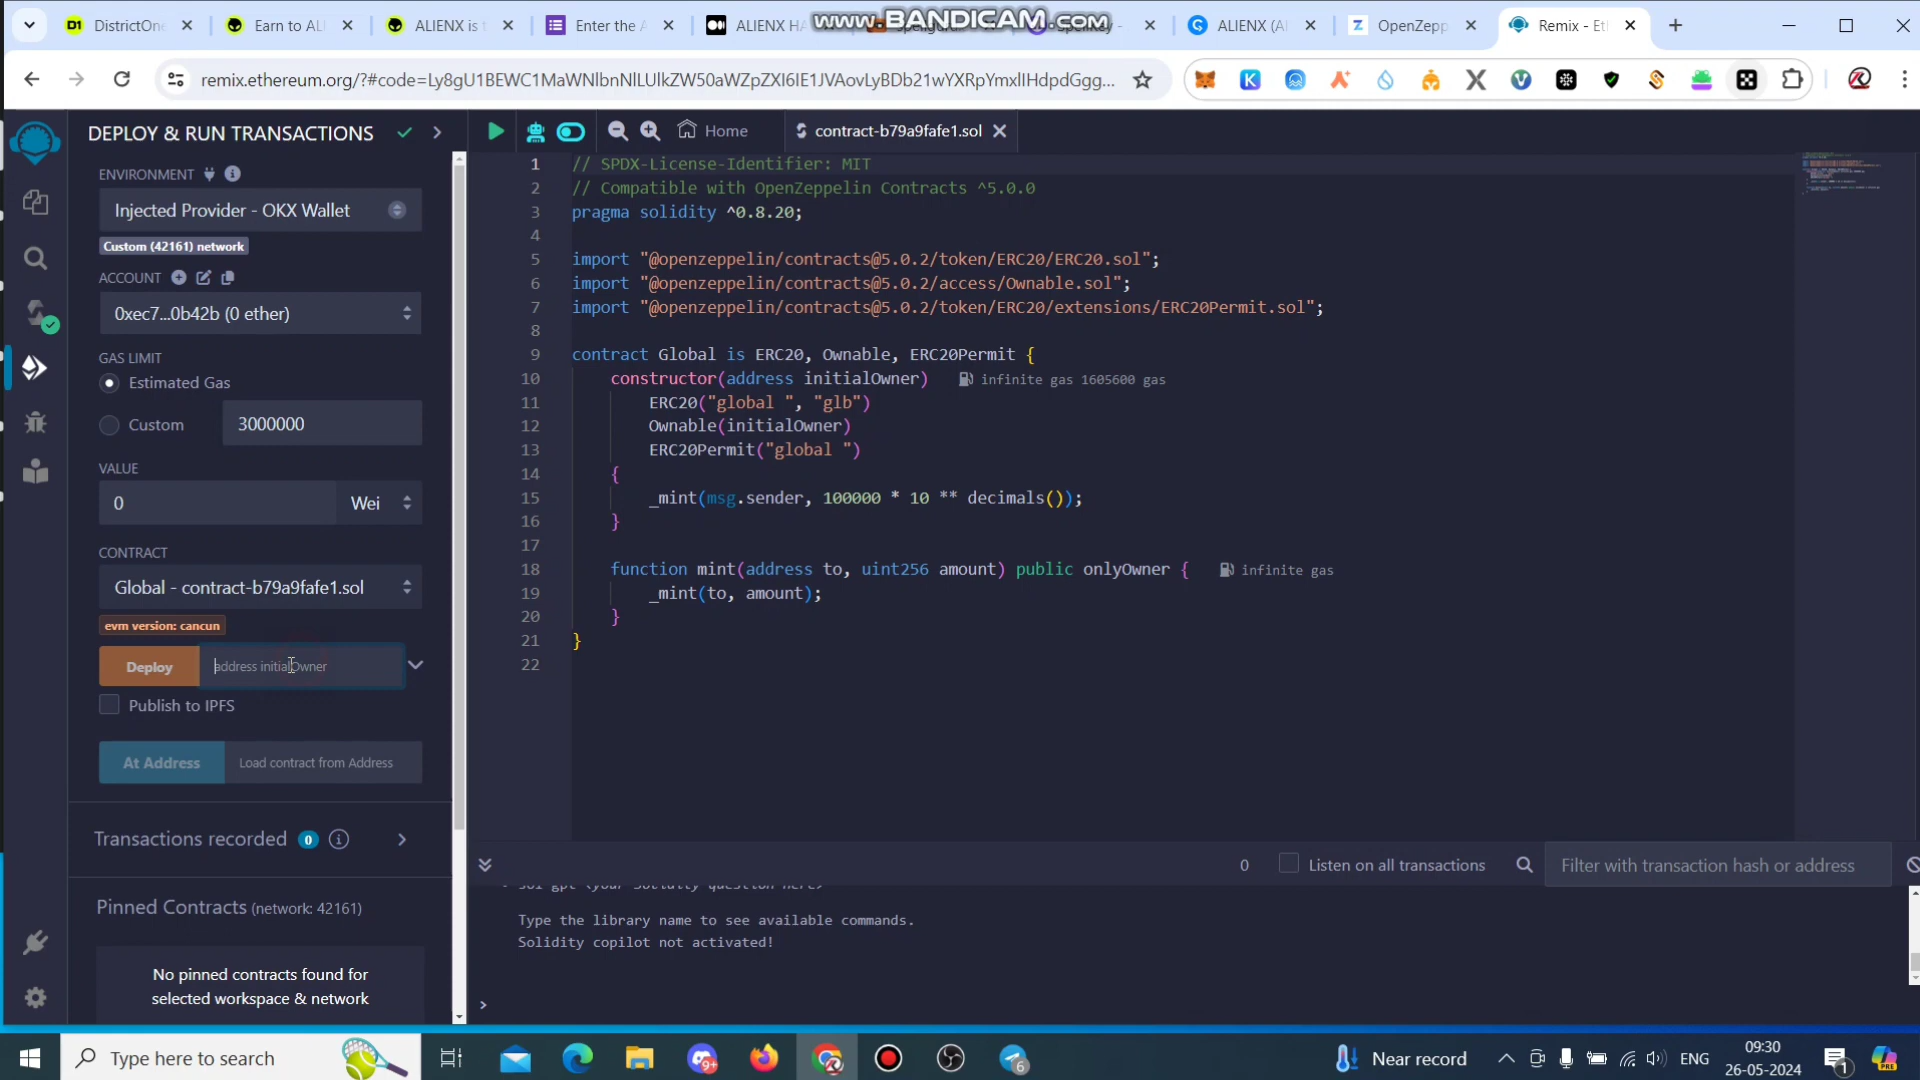 DistrictOne
Earn to ALI
ALIENX is t
Enter the A
ALIENX HA
www.BANDICAM.com
ALIENX (A
OpenZepp
Remix - Eth
remix.ethereum.org/?#code=Ly8gU1BEWC1MaWNlbnNlLUlkZW50aWZpZXI6IE1JVAovLyBDb21wYXRpYmxlIHdpdGgg...
DEPLOY & RUN TRANSACTIONS
ENVIRONMENT
Injected Provider - OKX Wallet
Custom (42161) network
ACCOUNT
0xec7...0b42b (0 ether)
GAS LIMIT
Estimated Gas
Custom
3000000
VALUE
0
Wei
CONTRACT
Global - contract-b79a9fafe1.sol
evm version: cancun
Deploy
address initialOwner
Publish to IPFS
At Address
Load contract from Address
Transactions recorded 0
Pinned Contracts (network: 42161)
No pinned contracts found for
selected workspace & network
Home
contract-b79a9fafe1.sol
1 // SPDX-License-Identifier: MIT
2 // Compatible with OpenZeppelin Contracts ^5.0.0
3 pragma solidity ^0.8.20;
4
5 import "@openzeppelin/contracts@5.0.2/token/ERC20/ERC20.sol";
6 import "@openzeppelin/contracts@5.0.2/access/Ownable.sol";
7 import "@openzeppelin/contracts@5.0.2/token/ERC20/extensions/ERC20Permit.sol";
8
9 contract Global is ERC20, Ownable, ERC20Permit {
10 constructor(address initialOwner) infinite gas 1605600 gas
11 ERC20("global ", "glb")
12 Ownable(initialOwner)
13 ERC20Permit("global ")
14 {
15 _mint(msg.sender, 100000 * 10 ** decimals());
16 }
17
18 function mint(address to, uint256 amount) public onlyOwner { infinite gas
19 _mint(to, amount);
20 }
21 }
22
0
Listen on all transactions
Filter with transaction hash or address
sol gpt <your Solidity question here>
Type the library name to see available commands.
Solidity copilot not activated!
>
Type here to search
Near record
ENG
09:30
26-05-2024